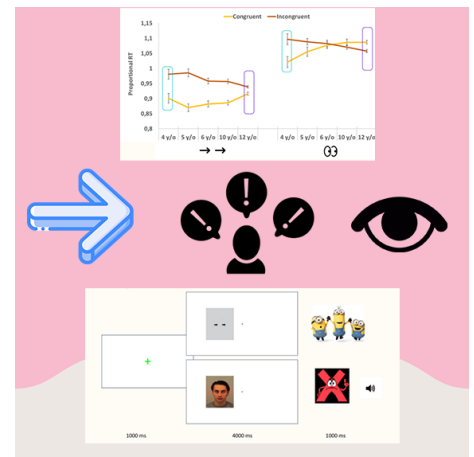 Congruent Incongruent
1,15
1,1
1,05
1
0,95
0,9
0,85
0,8
Proportional RT
4 y/o 5 y/o 6 y/o 10 y/o 12 y/o 4 y/o 5 y/o 6 y/o 10 y/o 12 y/o
1000 ms 4000 ms 1000 ms